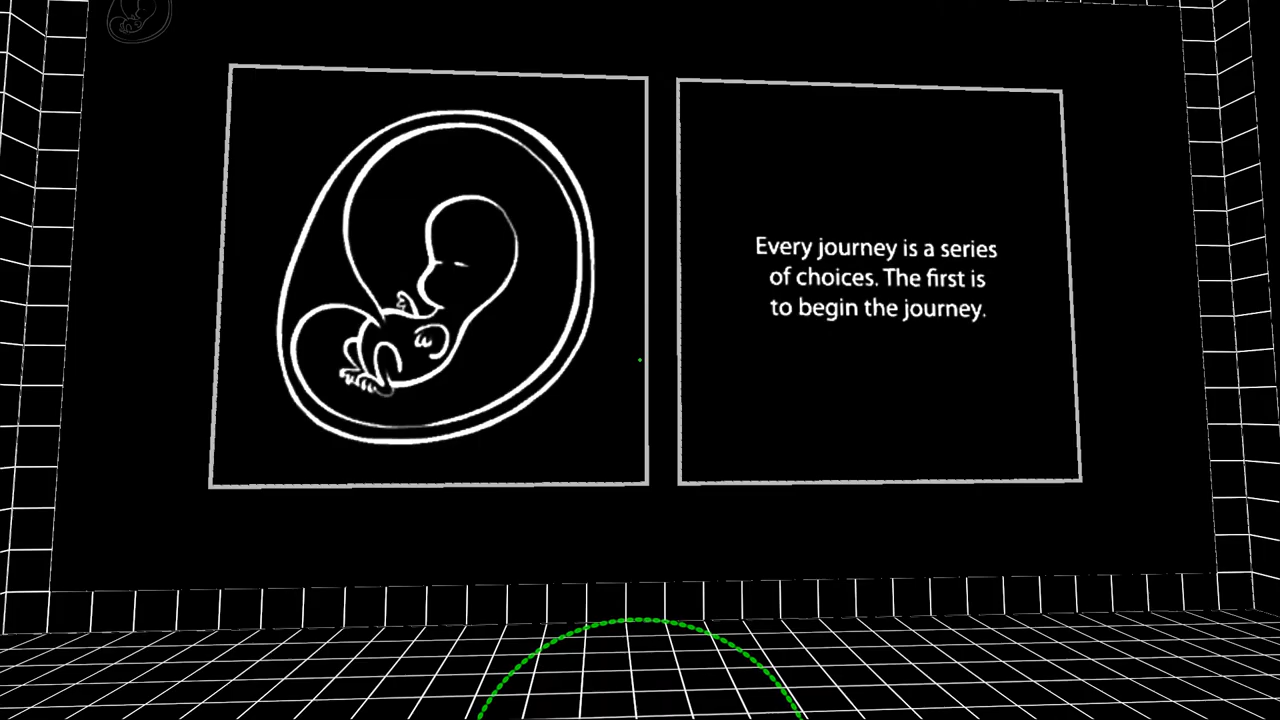 Every journey is a series
of choices. The first is
to begin the journey.